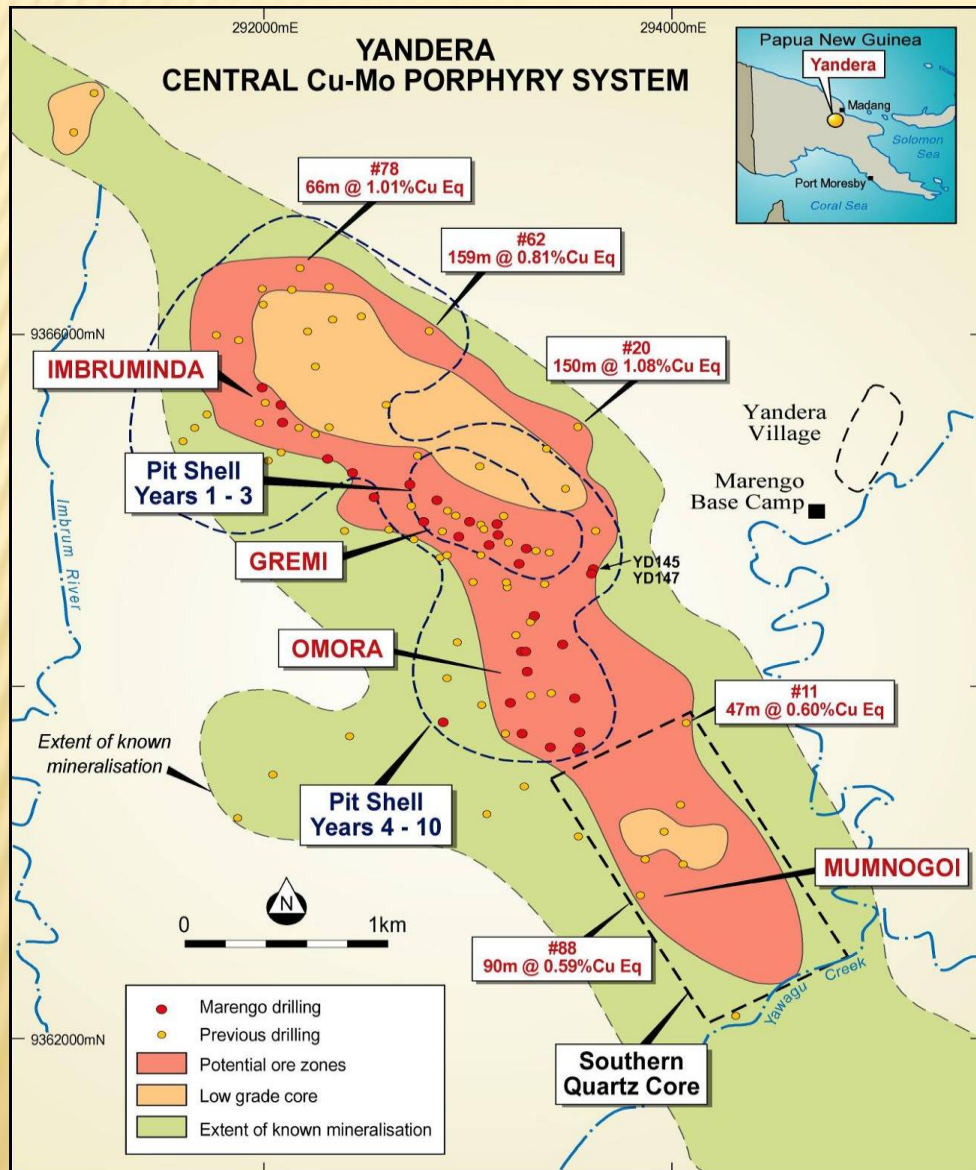 292000mE
294000mE
YANDERA
CENTRAL Cu-Mo PORPHYRY SYSTEM
Papua New Guinea
Yandera
Madang
Solomon
Sea
Port Moresby
Coral Sea
#78
66m @ 1.01%Cu Eq
#62
159m @ 0.81%Cu Eq
9366000mN
#20
150m @ 1.08%Cu Eq
IMBRUMINDA
Yandera
Village
Pit Shell
Years 1 - 3
Marengo
Base Camp
Imbrum River
GREMI
YD145
YD147
OMORA
#11
47m @ 0.60%Cu Eq
Extent of known
mineralisation
Pit Shell
Years 4 - 10
MUMNOGOI
N
0
1km
#88
90m @ 0.59%Cu Eq
Yawagu Creek
9362000mN
Southern
Quartz Core
Marengo drilling
Previous drilling
Potential ore zones
Low grade core
Extent of known mineralisation